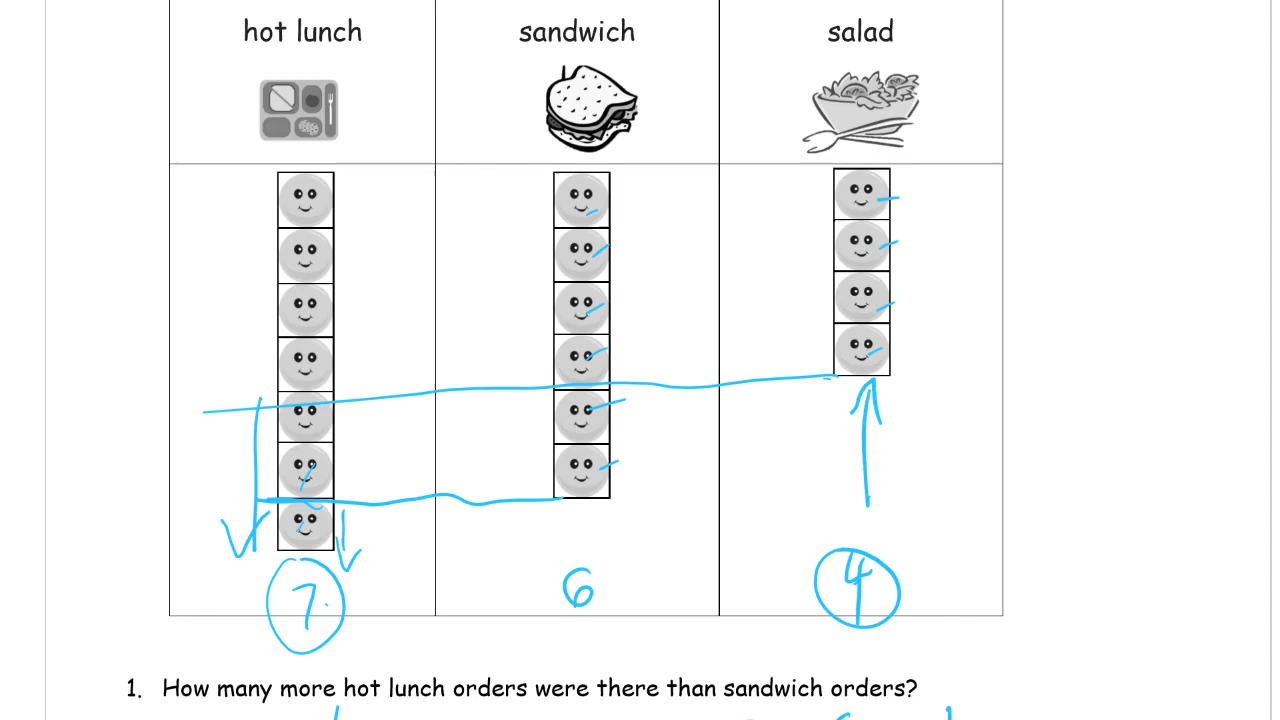 hot lunch sandwich salad
7 6 4
1. How many more hot lunch orders were there than sandwich orders?